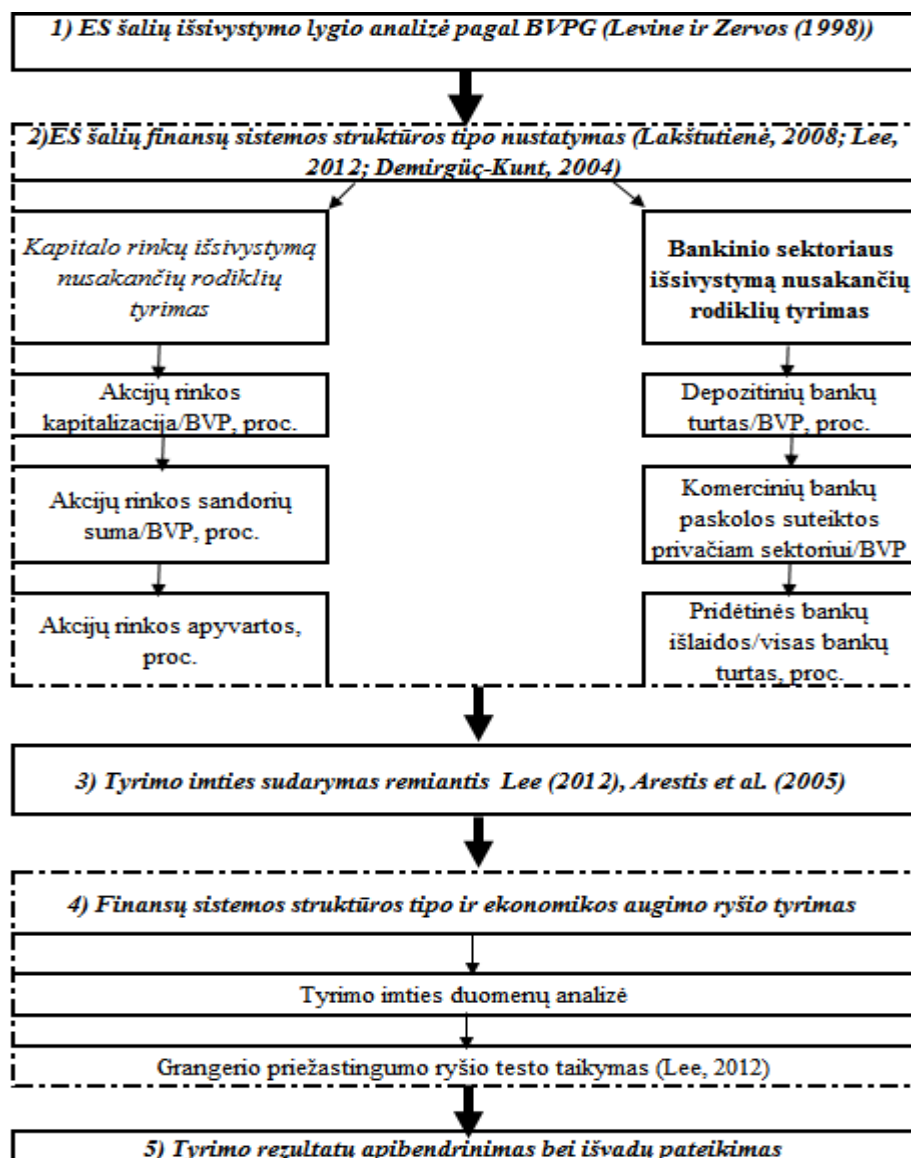 1) ES šalių išsivystymo lygio analizė pagal BVPG (Levine ir Zervos (1998))
2)ES šalių finansų sistemos struktūros tipo nustatymas (Lakštutienė, 2008; Lee,
2012; Demirgüç-Kunt, 2004)
Kapitalo rinkų išsivystymą
nusakančių rodiklių
tyrimas
Akcijų rinkos
kapitalizacija/BVP, proc.
Akcijų rinkos sandorių
suma/BVP, proc.
Akcijų rinkos apyvartos,
proc.
Bankinio sektoriaus
išsivystymą nusakančių
rodiklių tyrimas
Depozitinių bankų
turtas/BVP, proc.
Komercinių bankų
paskolos suteiktos
privačiam sektoriui/BVP
Pridėtinės bankų
išlaidos/visas bankų
turtas, proc.
3) Tyrimo imties sudarymas remiantis Lee (2012), Arestis et al. (2005)
4) Finansų sistemos struktūros tipo ir ekonomikos augimo ryšio tyrimas
Tyrimo imties duomenų analizė
Grangerio priežastingumo ryšio testo taikymas (Lee, 2012)
5) Tyrimo rezultatų apibendrinimas bei išvadų pateikimas